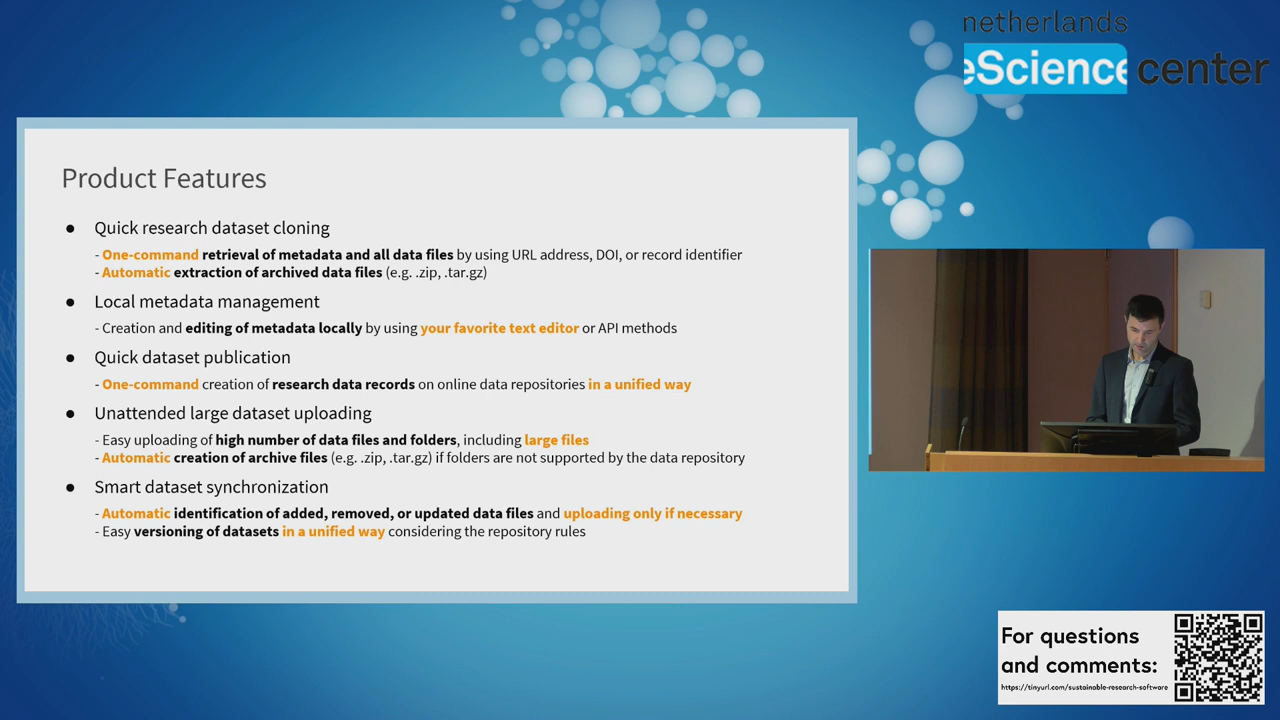 netherlands
eScience center
Product Features
● Quick research dataset cloning
- One-command retrieval of metadata and all data files by using URL address, DOI, or record identifier
- Automatic extraction of archived data files (e.g. .zip, .tar.gz)
● Local metadata management
- Creation and editing of metadata locally by using your favorite text editor or API methods
● Quick dataset publication
- One-command creation of research data records on online data repositories in a unified way
● Unattended large dataset uploading
- Easy uploading of high number of data files and folders, including large files
- Automatic creation of archive files (e.g. .zip, .tar.gz) if folders are not supported by the data repository
● Smart dataset synchronization
- Automatic identification of added, removed, or updated data files and uploading only if necessary
- Easy versioning of datasets in a unified way considering the repository rules
For questions
and comments:
https://tinyurl.com/sustainable-research-software